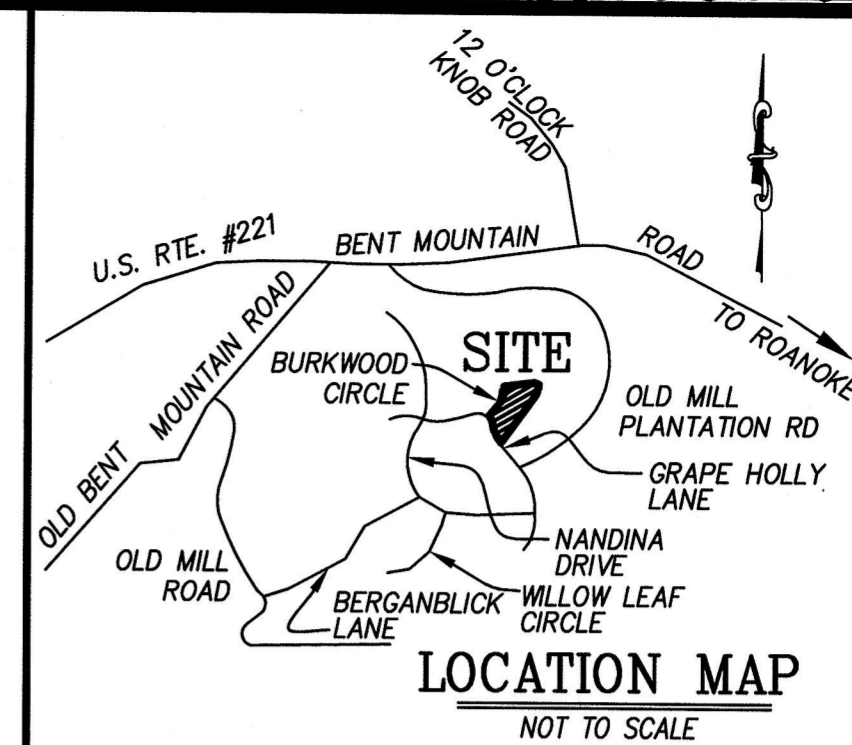 12 O'CLOCK
KNOB ROAD
U.S. RTE. #221
BENT MOUNTAIN
ROAD
TO ROANOKE
OLD BENT MOUNTAIN ROAD
BURKWOOD
CIRCLE
SITE
OLD MILL
PLANTATION RD
GRAPE HOLLY
LANE
NANDINA
DRIVE
OLD MILL
ROAD
BERGANBLICK
LANE
WILLOW LEAF
CIRCLE
LOCATION MAP
NOT TO SCALE